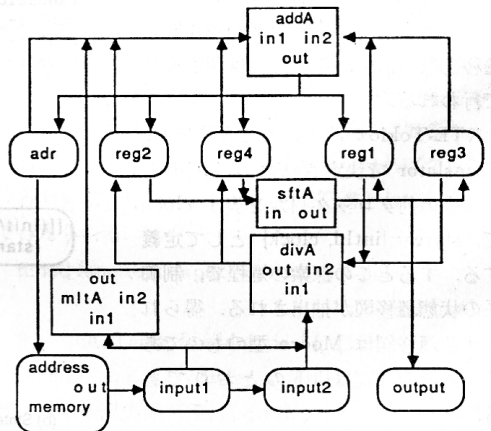 addA
in1 in2
out
adr
reg2
reg4
reg1
reg3
sftA
in out
divA
out in2
in1
out
mltA in2
in1
address
out
memory
input1
input2
output